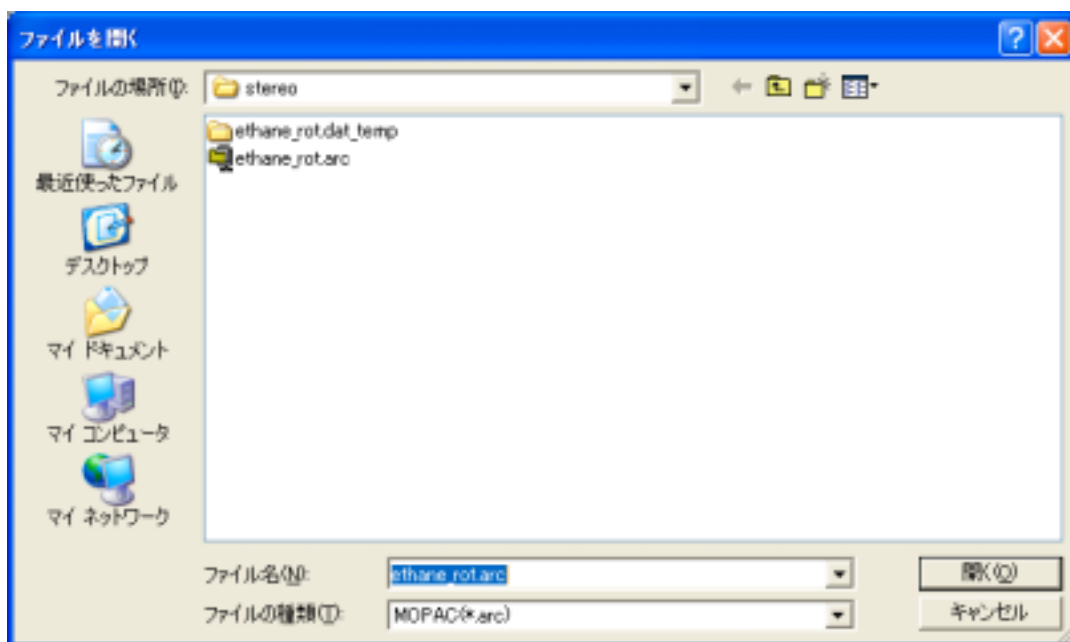 ファイルを開く
ファイルの場所(I):
stereo
ethane_rot.dat_temp
ethane_rot.arc
最近使ったファイル
デスクトップ
マイ ドキュメント
マイ コンピュータ
マイ ネットワーク
ファイル名(N):
ethane_rot.arc
開く(O)
ファイルの種類(T):
MOPAC(*.arc)
キャンセル